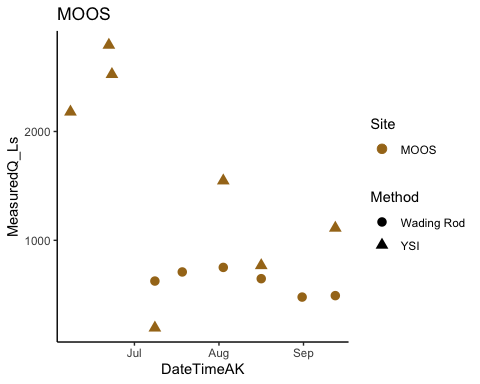 MOOS
MeasuredQ_Ls
2000
1000
Jul
Aug
Sep
DateTimeAK
Site
MOOS
Method
Wading Rod
YSI